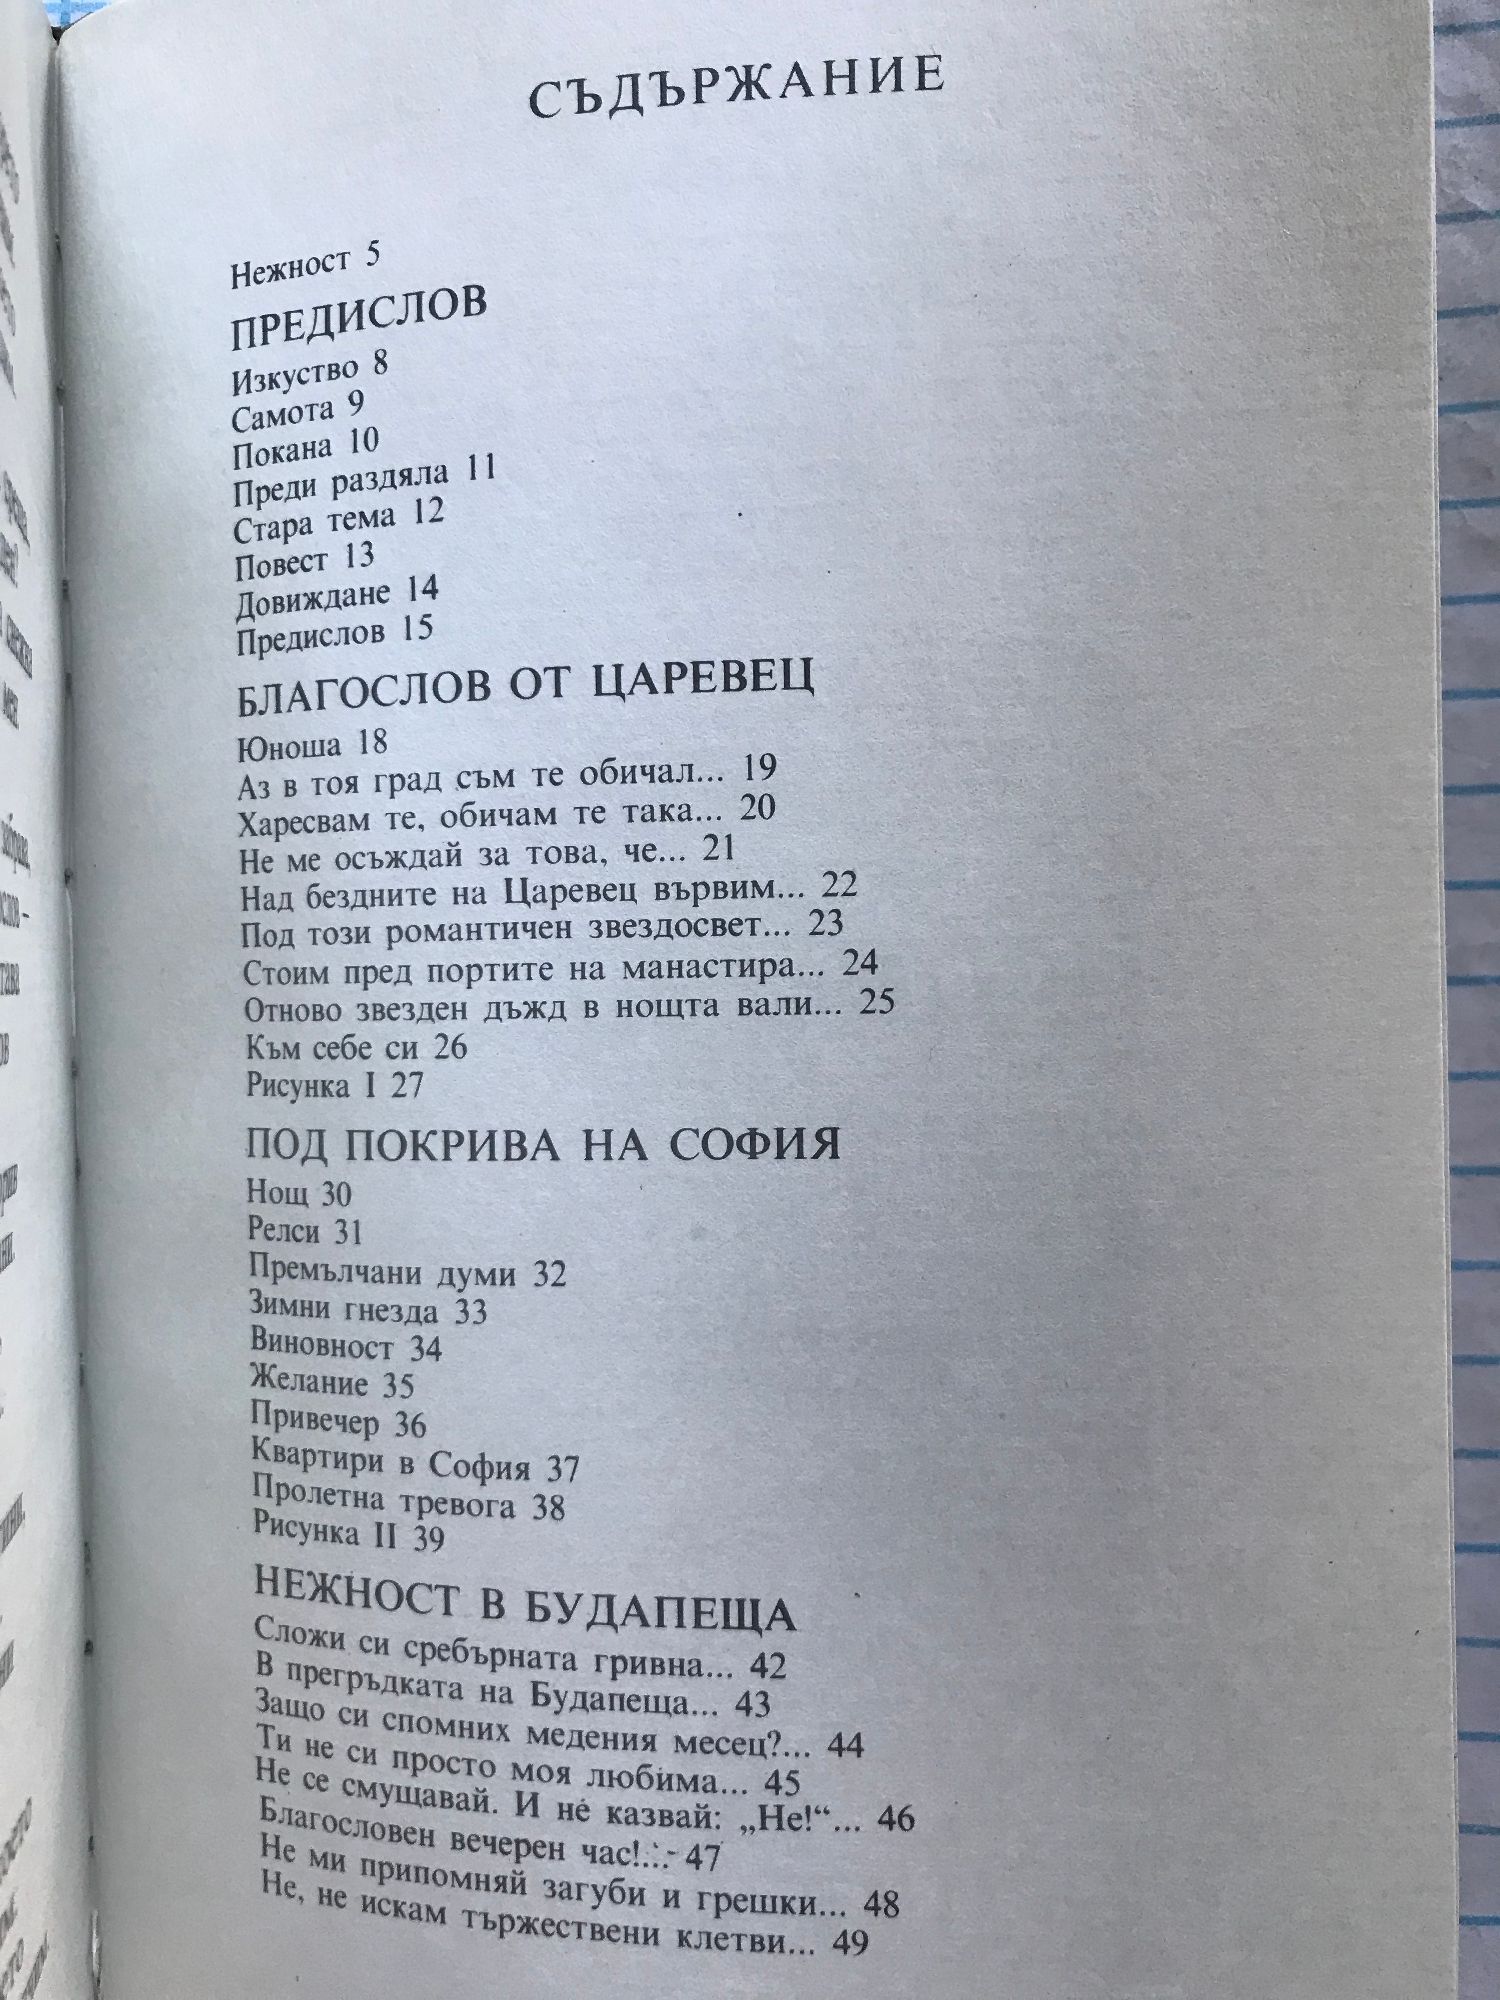 СЪДЪРЖАНИЕ
Нежност 5
ПРЕДИСЛОВ
Изкуство 8
Самота 9
Покана 10
Преди раздяла 11
Стара тема 12
Повест 13
Довиждане 14
Предислов 15
БЛАГОСЛОВ ОТ ЦАРЕВЕЦ
Юноша 18
Аз в тоя град съм те обичал... 19
Харесвам те, обичам те така... 20
Не ме осъждай за това, че... 21
Над бездните на Царевец вървим... 22
Под този романтичен звездосвет... 23
Стоим пред портите на манастира... 24
Отново звезден дъжд в нощта вали... 25
Към себе си 26
Рисунка I 27
ПОД ПОКРИВА НА СОФИЯ
Нощ 30
Релси 31
Премълчани думи 32
Зимни гнезда 33
Виновност 34
Желание 35
Привечер 36
Квартири в София 37
Пролетна тревога 38
Рисунка II 39
НЕЖНОСТ В БУДАПЕЩА
Сложи си сребърната гривна... 42
В прегръдката на Будапеща... 43
Защо си спомних медения месец?... 44
Ти не си просто моя любима... 45
Не се смущавай. И не казвай: „Не!“... 46
Благословен вечерен час!... 47
Не ми припомняй загуби и грешки... 48
Не, не искам тържествени клетви... 49